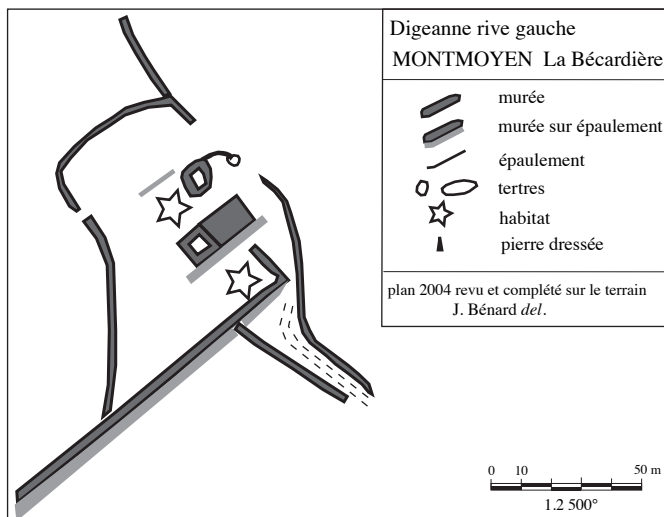 Digeanne rive gauche
MONTMOYEN La Bécardière
murée
murée sur épaulement
épaulement
tertres
habitat
pierre dressée
plan 2004 revu et complété sur le terrain
J. Bénard del.
0 10 50 m
1.2 500°